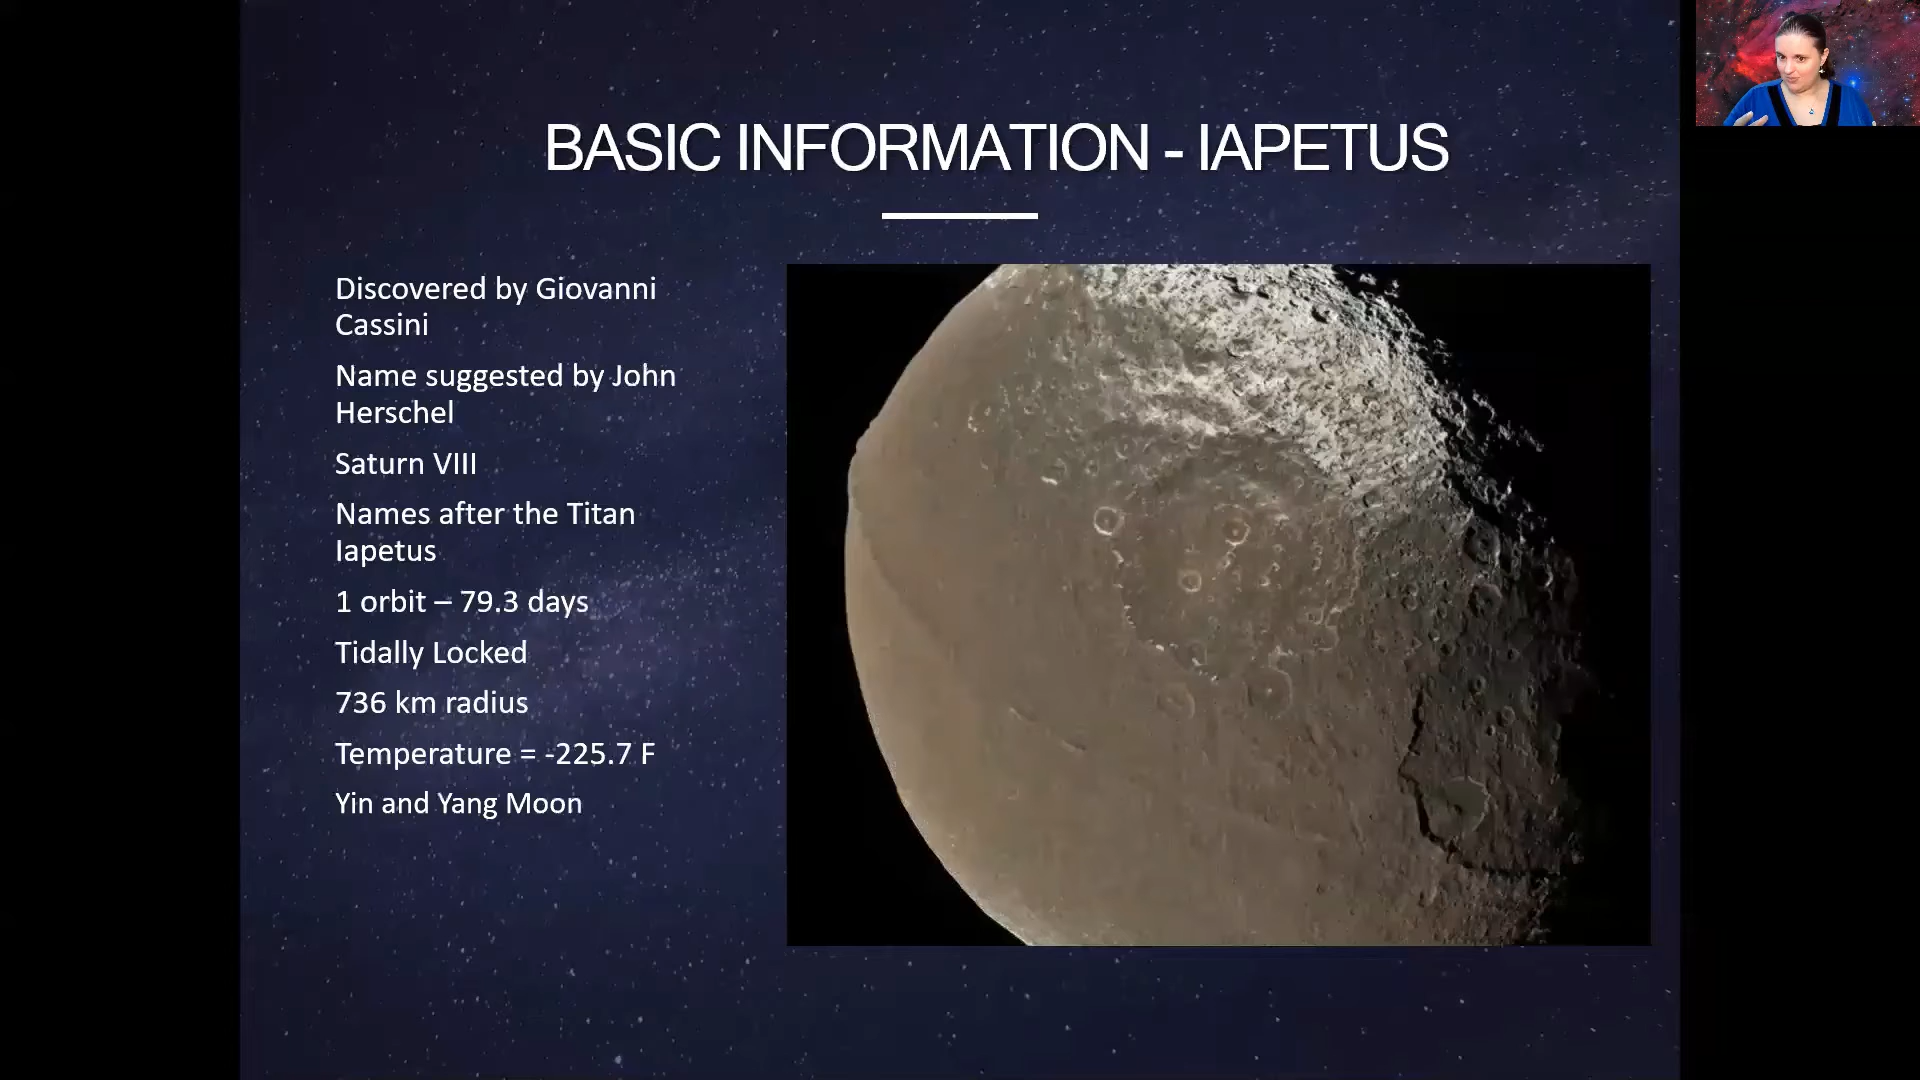 BASIC INFORMATION - IAPETUS
Discovered by Giovanni
Cassini
Name suggested by John
Herschel
Saturn VIII
Names after the Titan
Iapetus
1 orbit – 79.3 days
Tidally Locked
736 km radius
Temperature = -225.7 F
Yin and Yang Moon